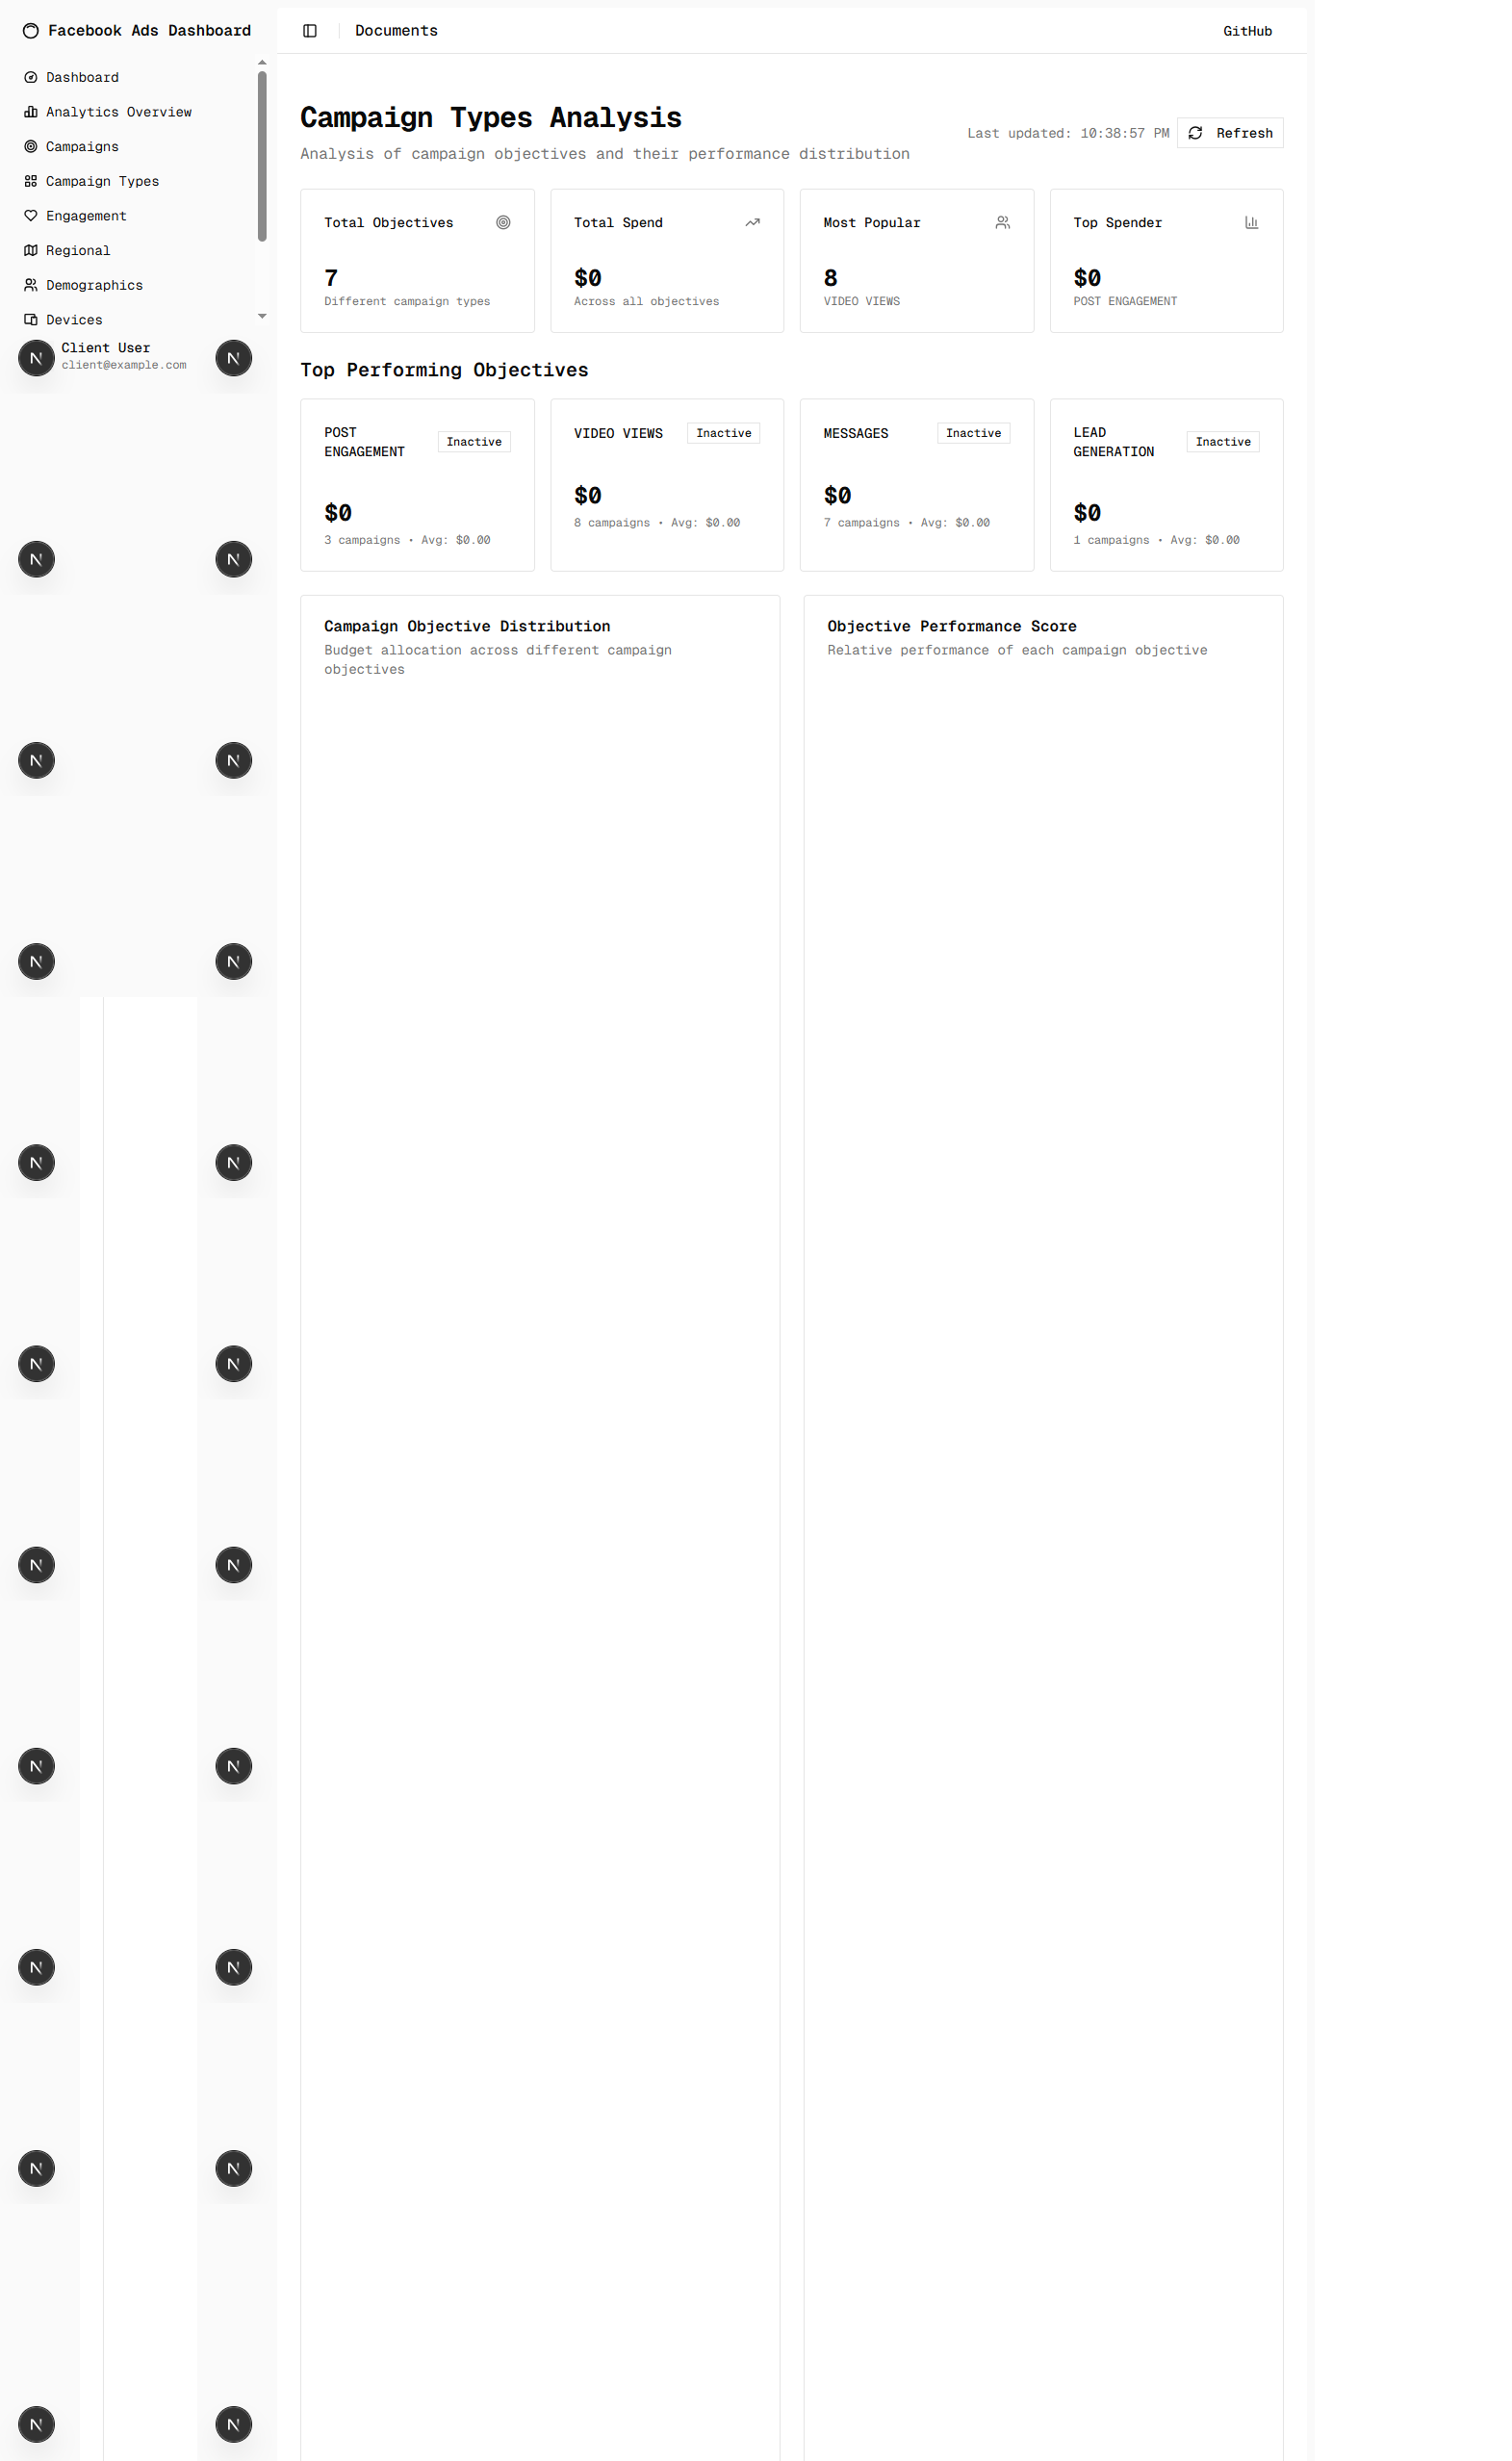 Facebook Ads Dashboard
Dashboard
Analytics Overview
Campaigns
Campaign Types
Engagement
Regional
Demographics
Devices
Client User
client@example.com
Documents
GitHub
Campaign Types Analysis
Analysis of campaign objectives and their performance distribution
Last updated: 10:38:57 PM
Refresh
Total Objectives
7
Different campaign types
Total Spend
$0
Across all objectives
Most Popular
8
VIDEO VIEWS
Top Spender
$0
POST ENGAGEMENT
Top Performing Objectives
POST
ENGAGEMENT
Inactive
$0
3 campaigns • Avg: $0.00
VIDEO VIEWS
Inactive
$0
8 campaigns • Avg: $0.00
MESSAGES
Inactive
$0
7 campaigns • Avg: $0.00
LEAD
GENERATION
Inactive
$0
1 campaigns • Avg: $0.00
Campaign Objective Distribution
Budget allocation across different campaign
objectives
Objective Performance Score
Relative performance of each campaign objective